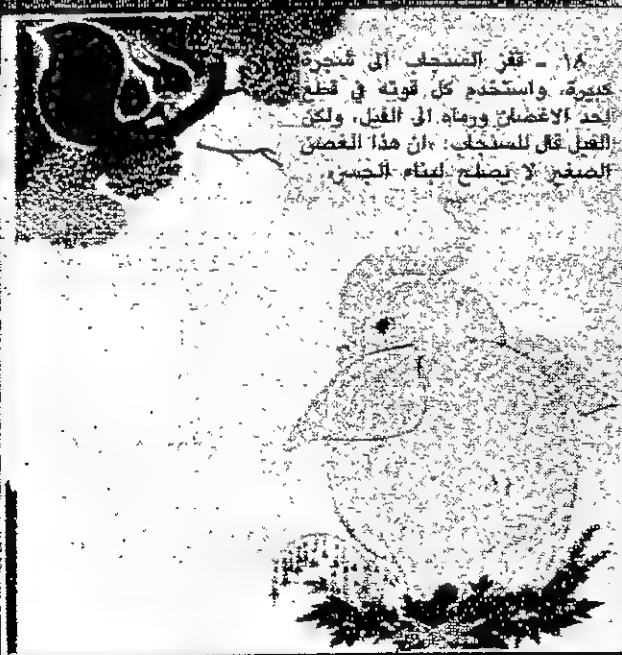 ١٨ - قفز السنجاب الى شجرة
كبيرة، واستخدم كل قوته في قطع
احد الاغصان ورماه الى الفيل، ولكن
الفيل قال للسنجاب: ان هذا الغصن
الصغير لا يصلح لبناء الجسر.